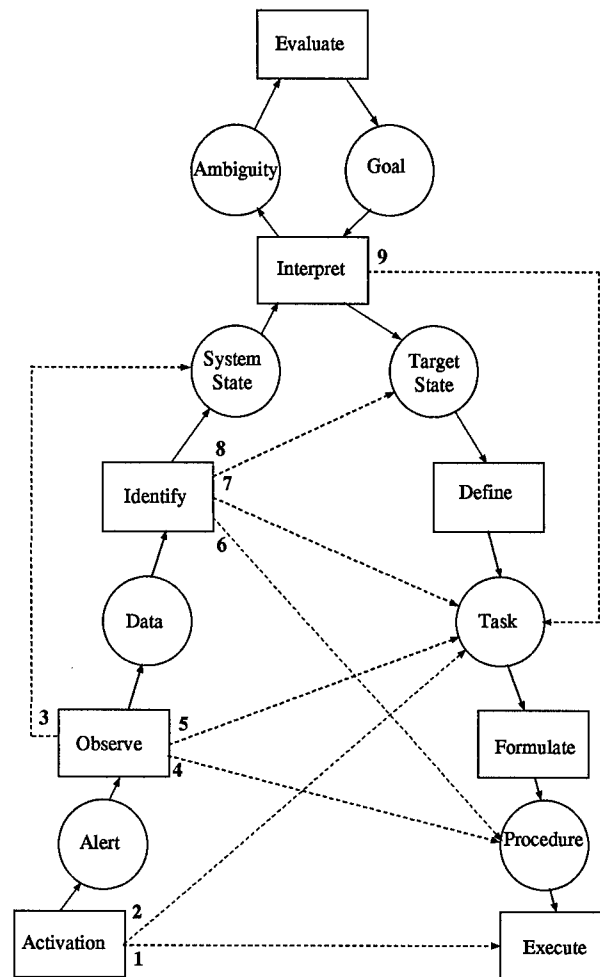 Evaluate
Ambiguity
Goal
Interpret
9
System
State
Target
State
8
7
Identify
6
Define
Data
Task
3
5
Observe
4
Formulate
Alert
Procedure
2
Activation
1
Execute